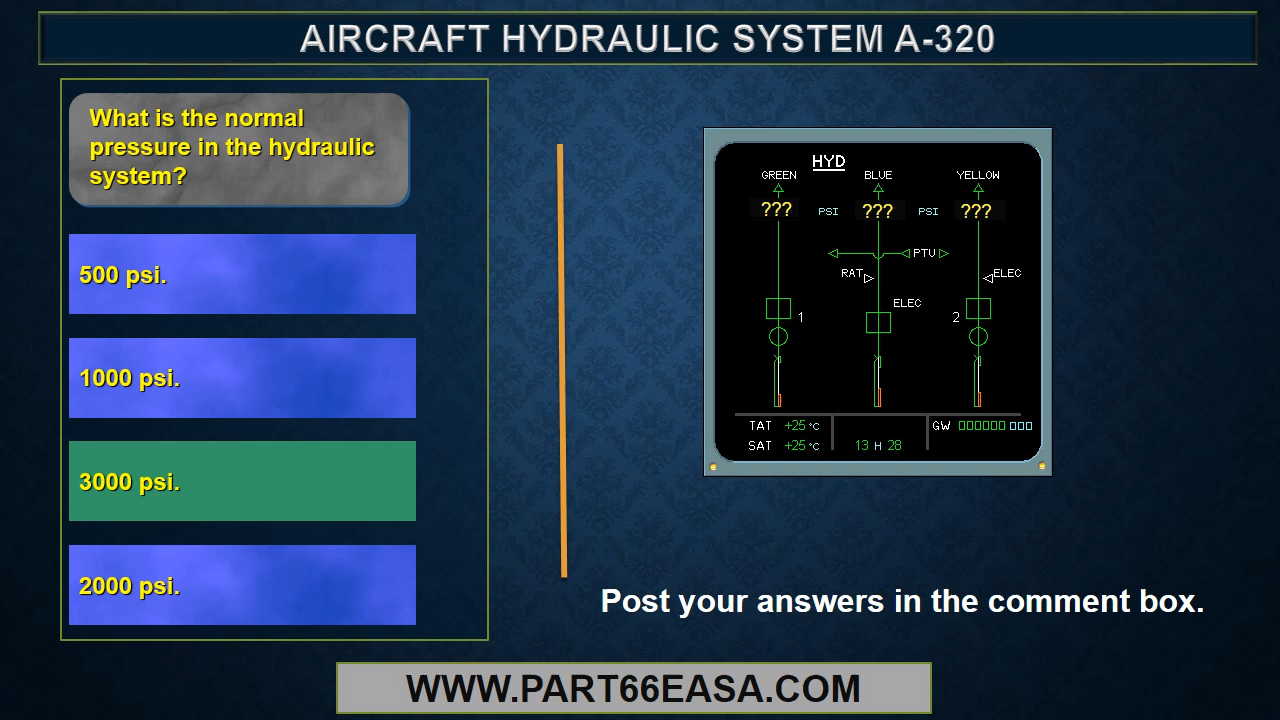 AIRCRAFT HYDRAULIC SYSTEM A-320
What is the normal
pressure in the hydraulic
system?
500 psi.
1000 psi.
3000 psi.
2000 psi.
HYD
GREEN BLUE YELLOW
??? PSI ??? PSI ???
PTU
RAT ELEC
ELEC
1 2
TAT +25 °C GW 000000 000
SAT +25 °C 13 H 28
Post your answers in the comment box.
WWW.PART66EASA.COM